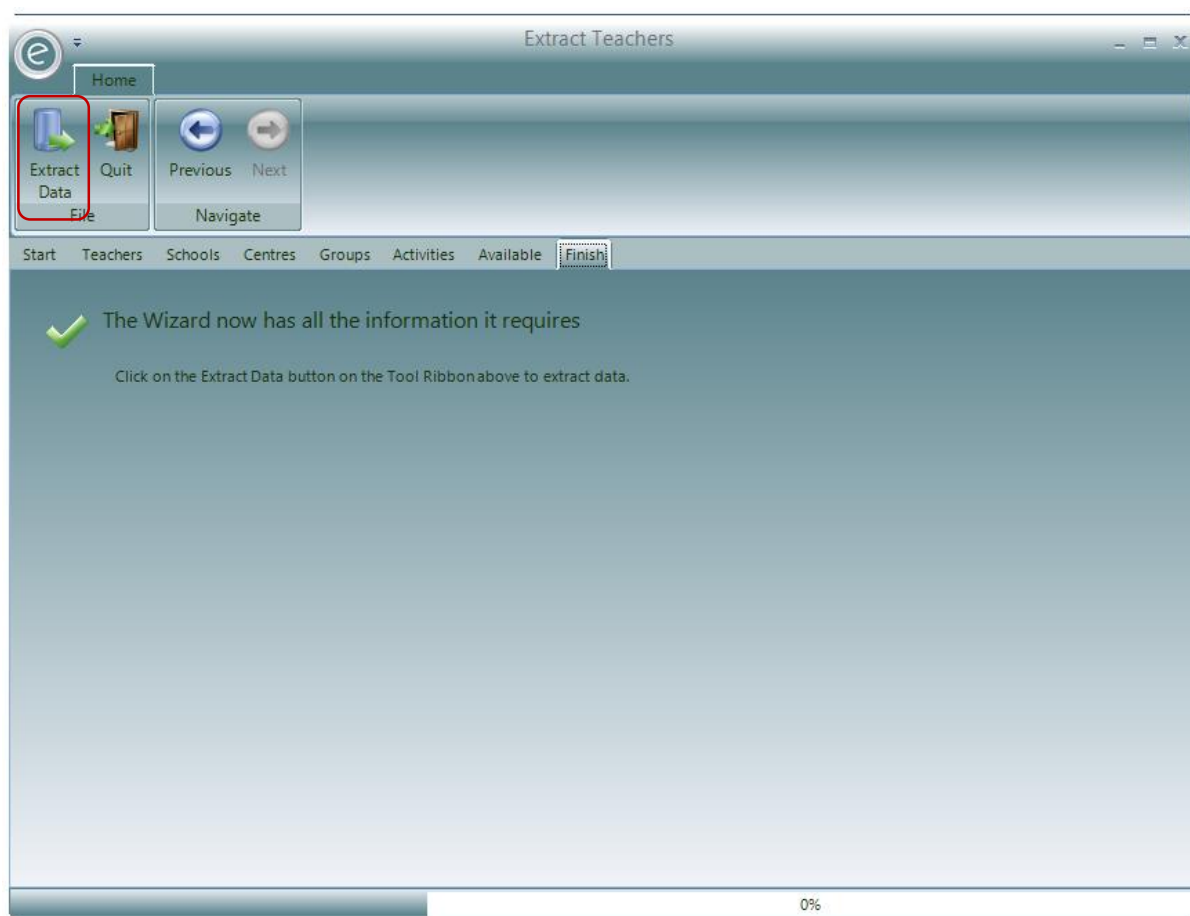 e
Extract Teachers
Home
Extract Data
Quit
Previous
Next
File
Navigate
Start Teachers Schools Centres Groups Activities Available Finish
The Wizard now has all the information it requires
Click on the Extract Data button on the Tool Ribbon above to extract data.
0%